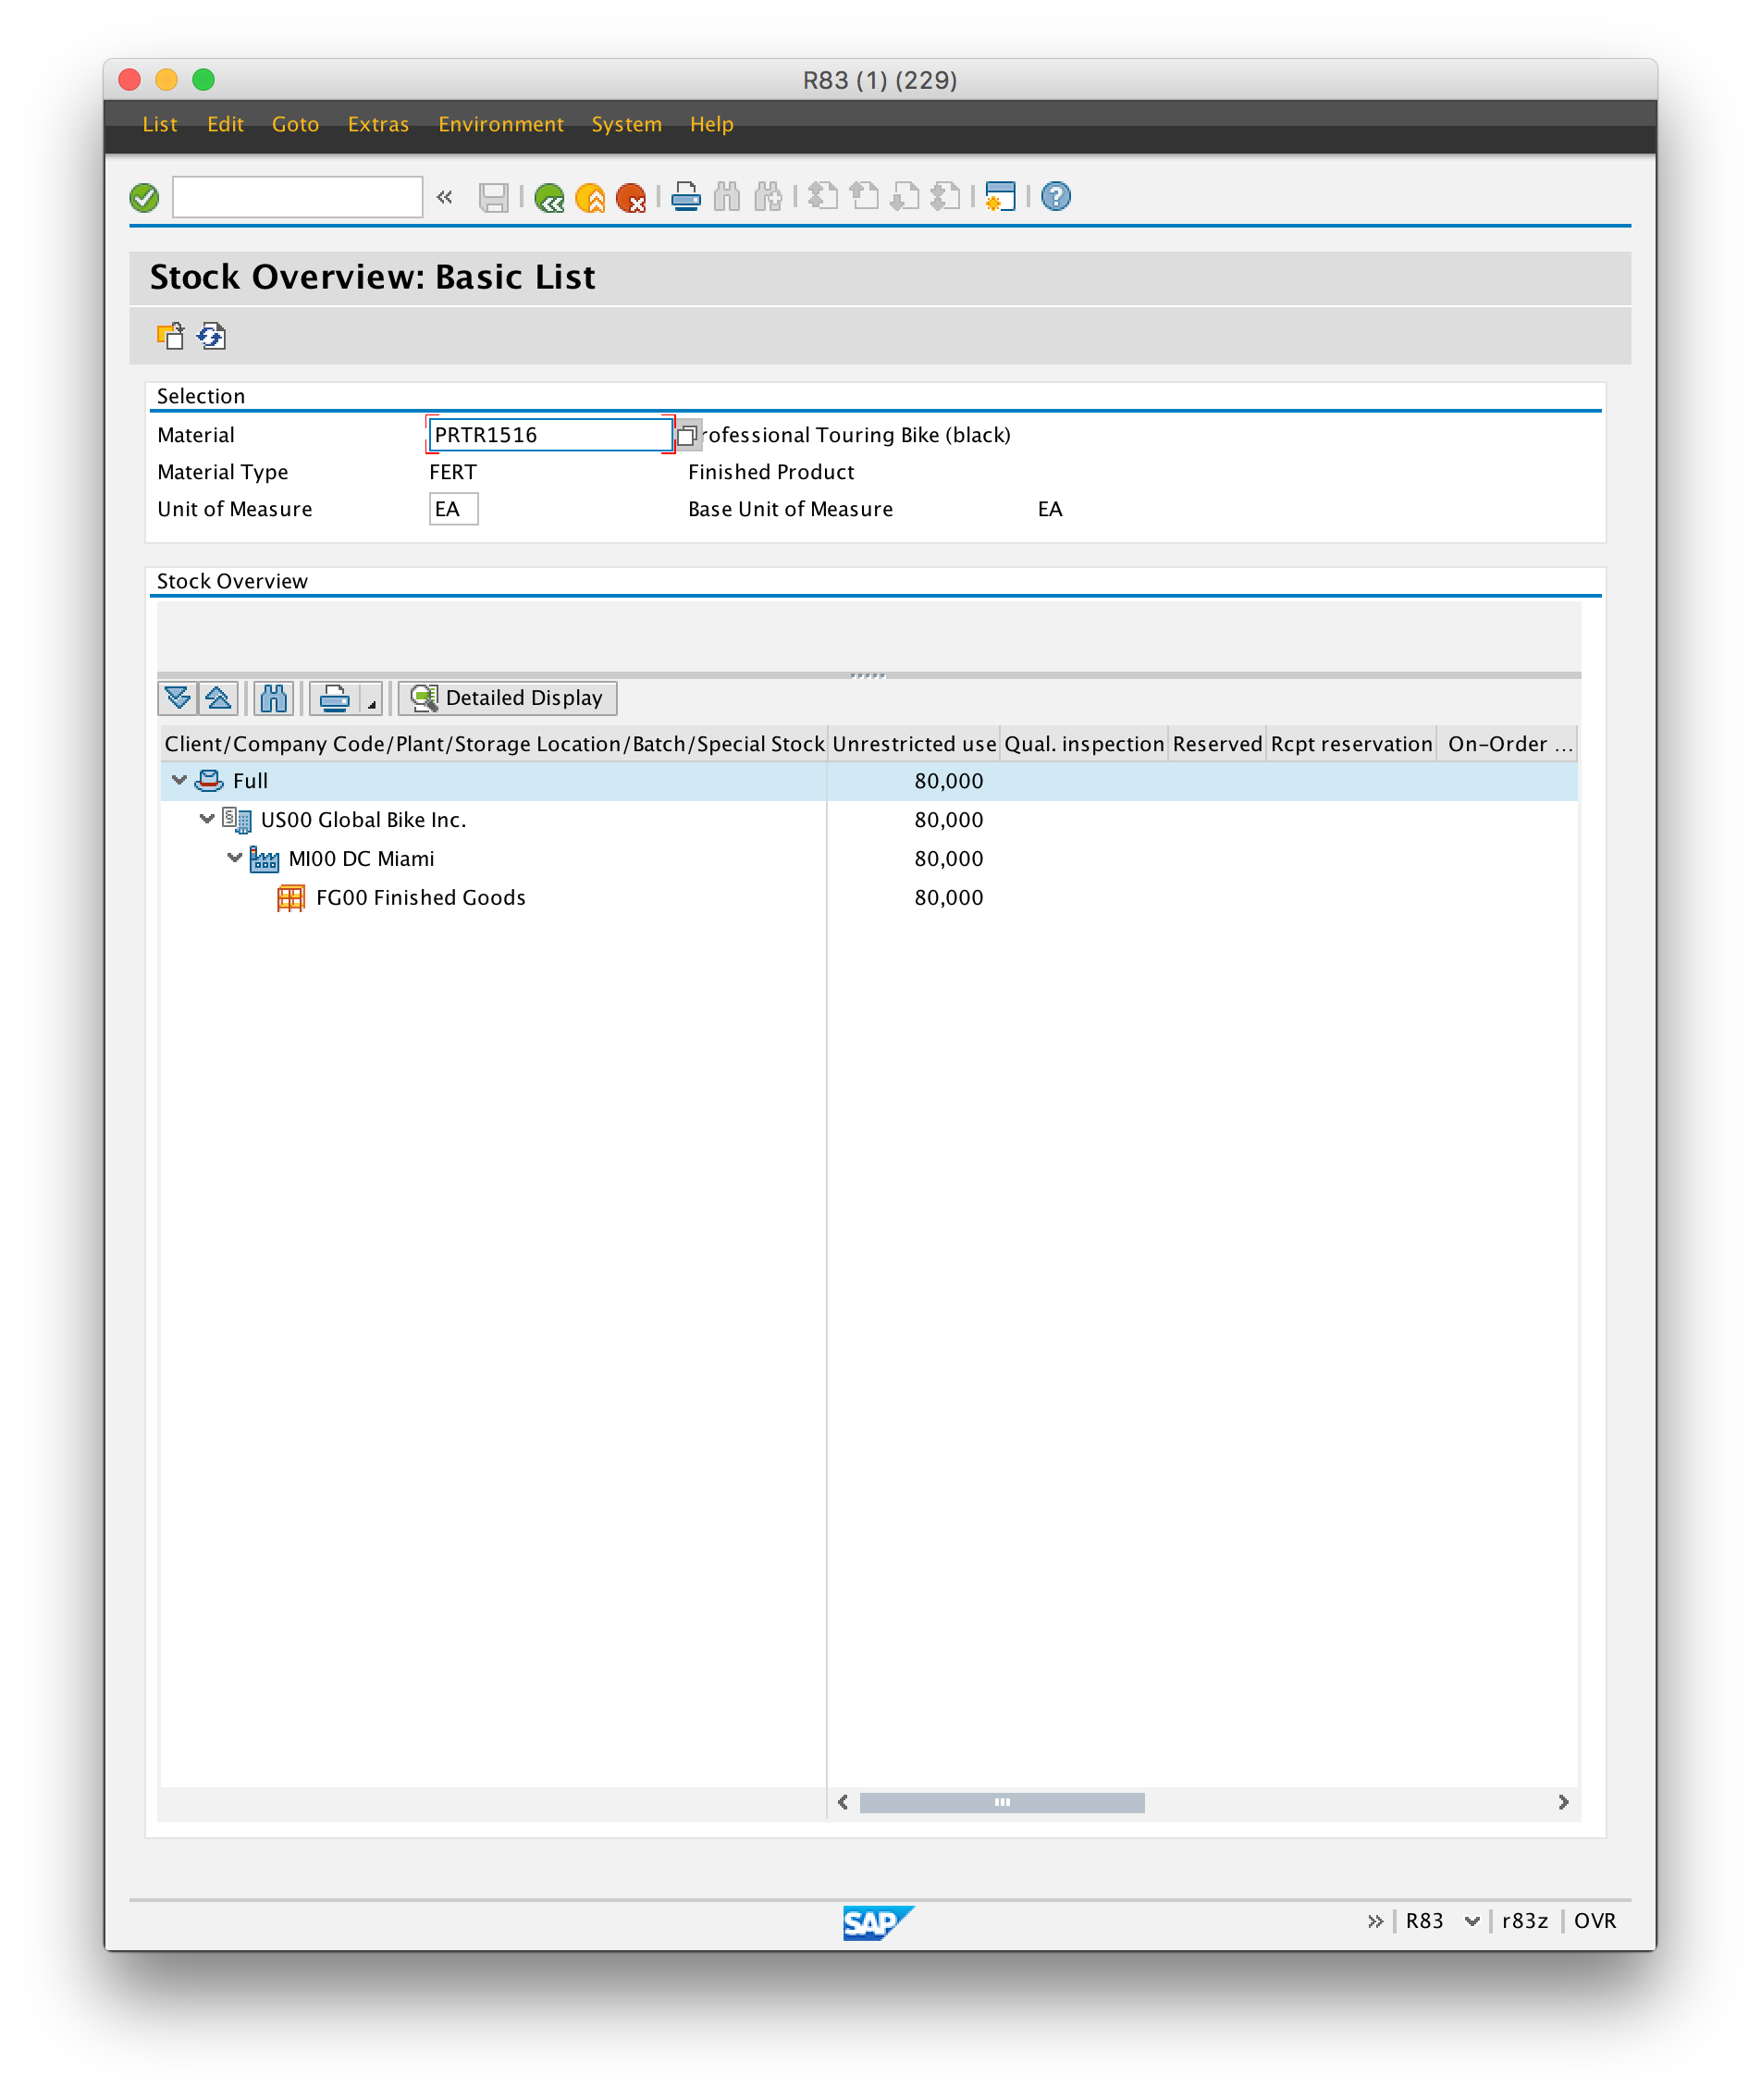 R83 (1) (229)
List Edit Goto Extras Environment System Help
Stock Overview: Basic List
Selection
Material PRTR1516 rofessional Touring Bike (black)
Material Type FERT Finished Product
Unit of Measure EA Base Unit of Measure EA
Stock Overview
Detailed Display
Client/Company Code/Plant/Storage Location/Batch/Special Stock Unrestricted use Qual. inspection Reserved Rcpt reservation On-Order ...
Full 80,000
US00 Global Bike Inc. 80,000
MI00 DC Miami 80,000
FG00 Finished Goods 80,000
SAP R83 r83z OVR